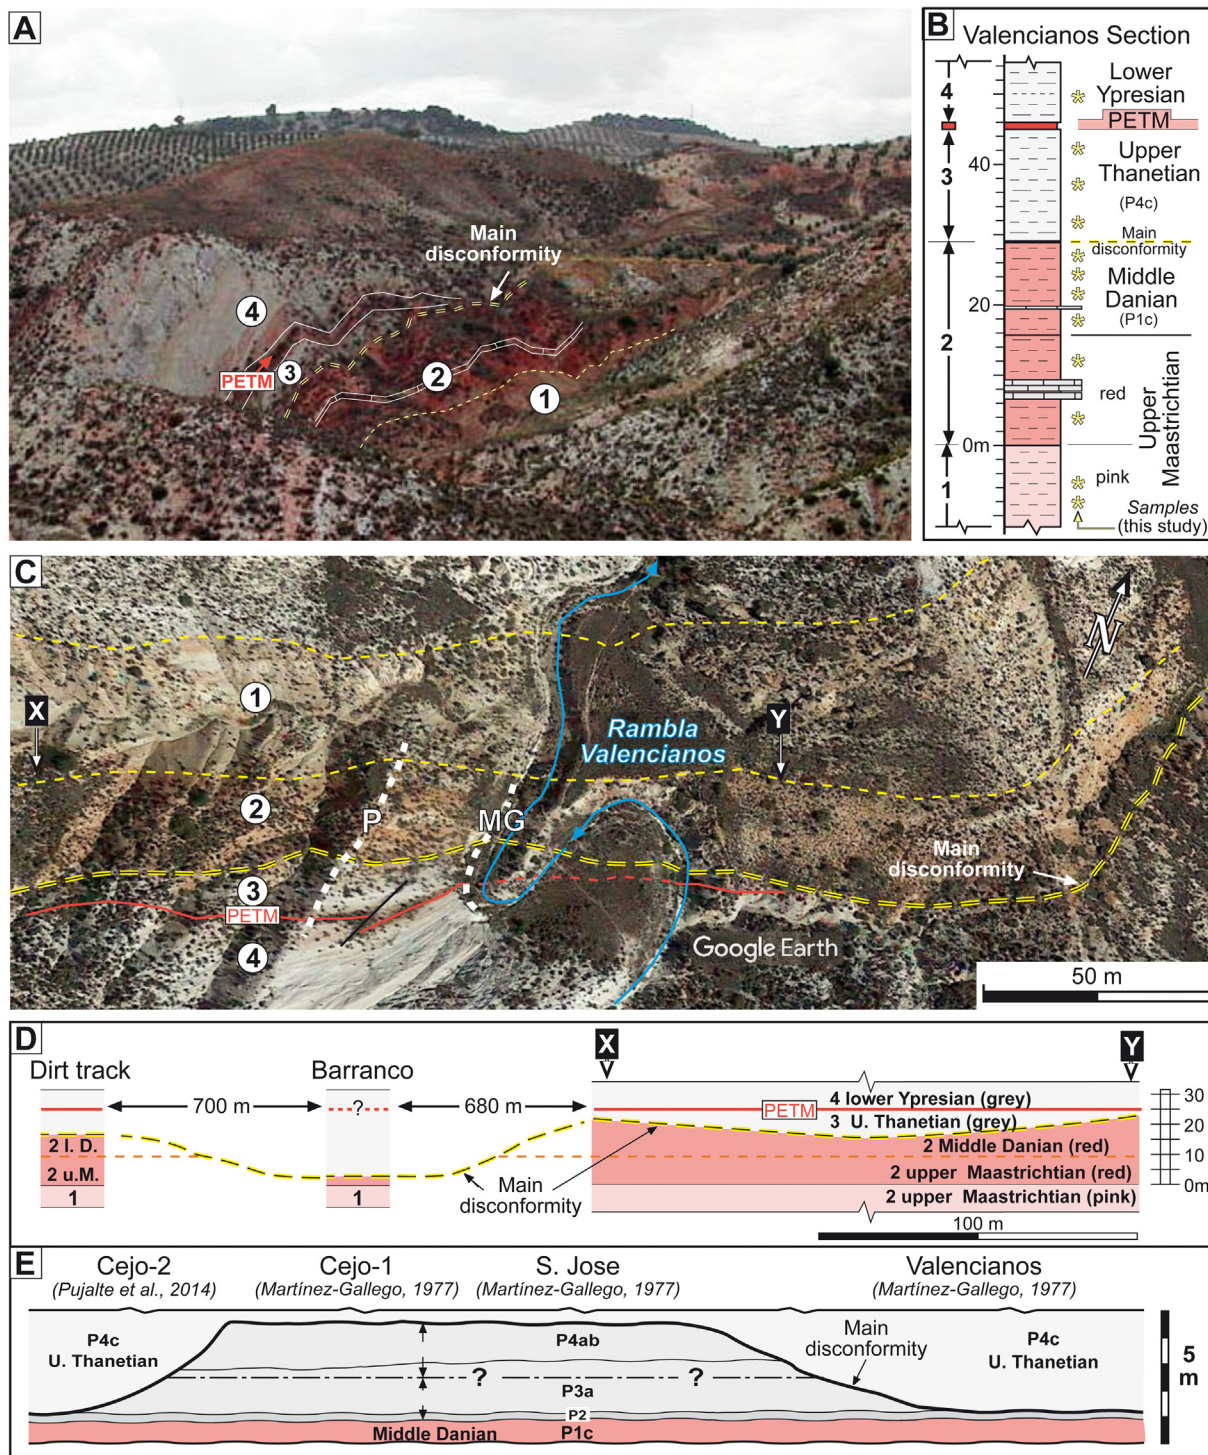 A
Main
disconformity
4
PETM
3
2
1
B
Valencianos Section
4
3
2
1
40
20
0m
Lower
Ypresian
PETM
Upper
Thanetian
(P4c)
Main
disconformity
Middle
Danian
(P1c)
red
Upper
Maastrichtian
pink
Samples
(this study)
C
X
1
2
3
PETM
4
P
MG
Rambla
Valencianos
Y
N
Main
disconformity
Google Earth
50 m
D
Dirt track
700 m
Barranco
680 m
X
Y
?
2 l. D.
2 u.M.
1
1
Main
disconformity
4 lower Ypresian (grey)
PETM
3 U. Thanetian (grey)
2 Middle Danian (red)
2 upper Maastrichtian (red)
2 upper Maastrichtian (pink)
30
20
10
0m
100 m
E
Cejo-2
(Pujalte et al., 2014)
Cejo-1
(Martínez-Gallego, 1977)
S. Jose
(Martínez-Gallego, 1977)
Valencianos
(Martínez-Gallego, 1977)
P4c
U. Thanetian
P4ab
? ?
P3a
P2
Middle Danian P1c
Main
disconformity
P4c
U. Thanetian
5
m